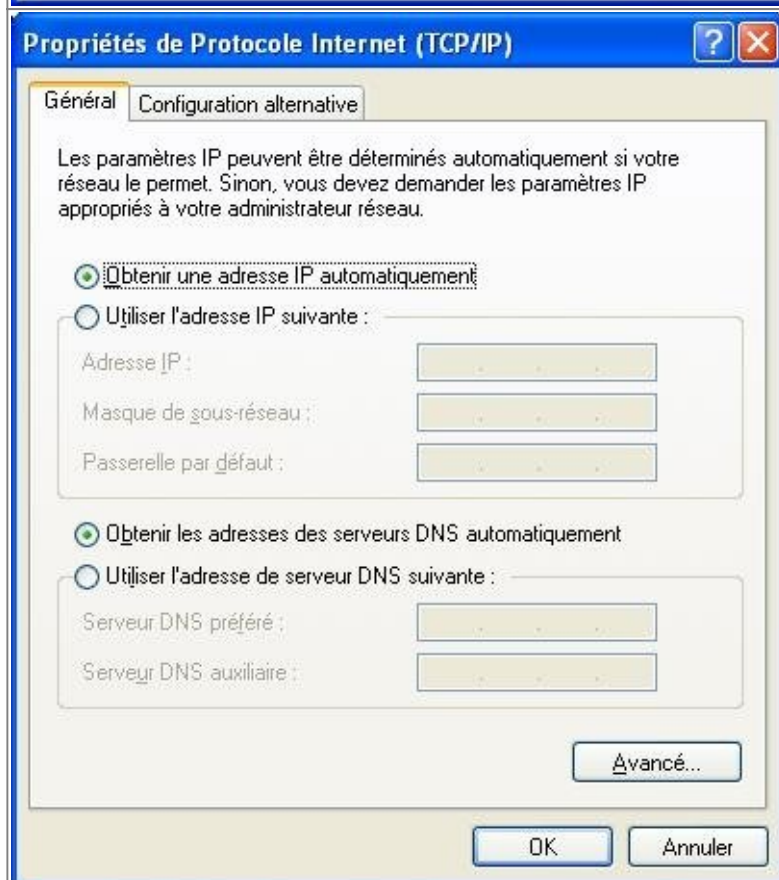 Propriétés de Protocole Internet (TCP/IP)
Général
Configuration alternative
Les paramètres IP peuvent être déterminés automatiquement si votre
réseau le permet. Sinon, vous devez demander les paramètres IP
appropriés à votre administrateur réseau.
Obtenir une adresse IP automatiquement
Utiliser l'adresse IP suivante :
Adresse IP :
Masque de sous-réseau :
Passerelle par défaut :
Obtenir les adresses des serveurs DNS automatiquement
Utiliser l'adresse de serveur DNS suivante :
Serveur DNS préféré :
Serveur DNS auxiliaire :
Avancé...
OK
Annuler